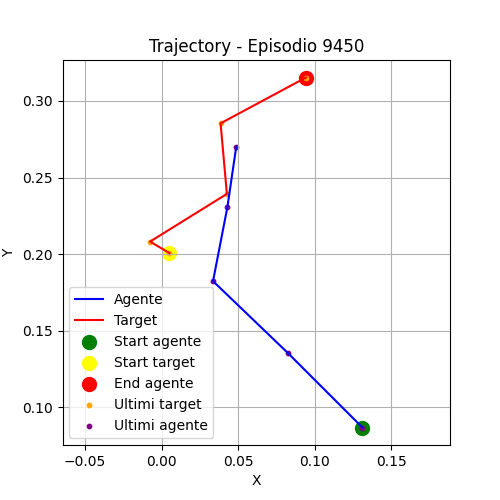 Trajectory - Episodio 9450
0.30
0.25
0.20
0.15
0.10
Y
Agente
Target
Start agente
Start target
End agente
Ultimi target
Ultimi agente
−0.05 0.00 0.05 0.10 0.15
X